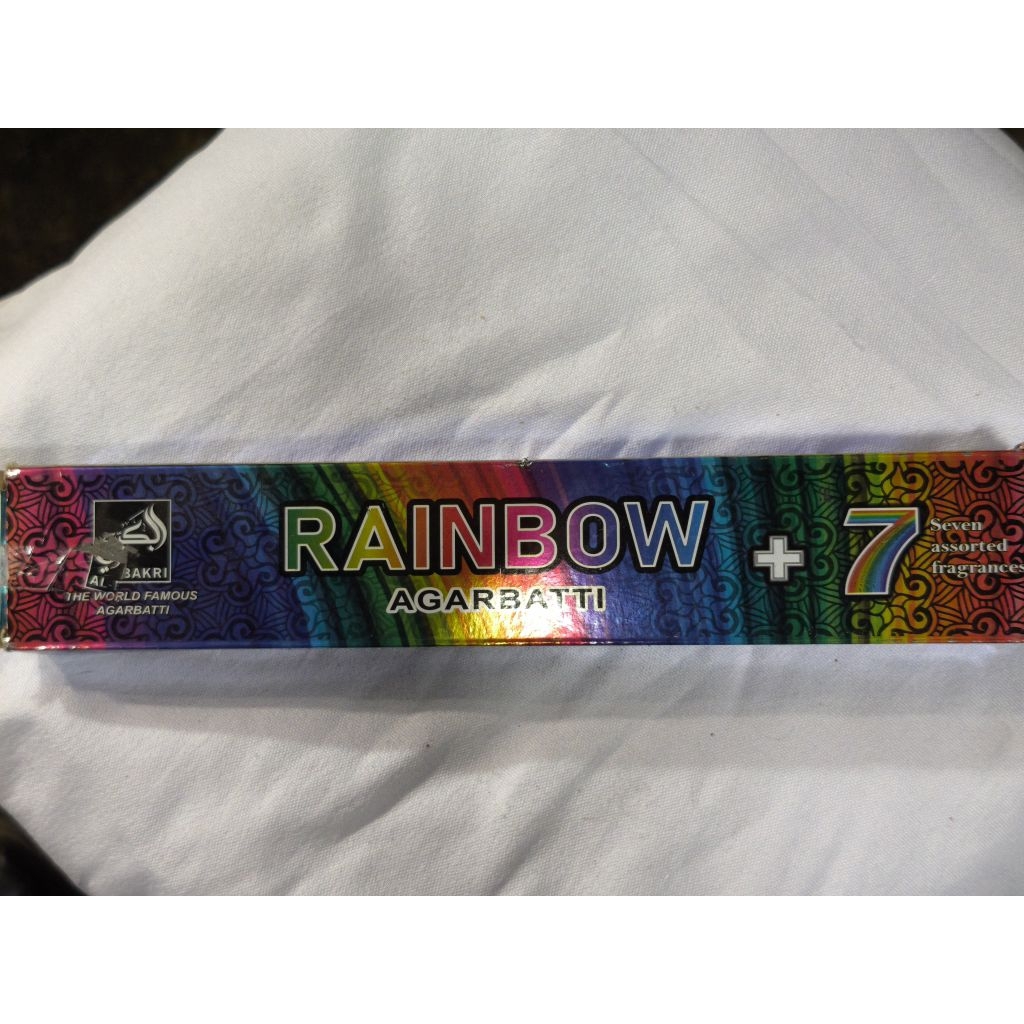 BAKRI
THE WORLD FAMOUS
AGARBATTI
RAINBOW
AGARBATTI
+ 7
Seven
assorted
fragrances